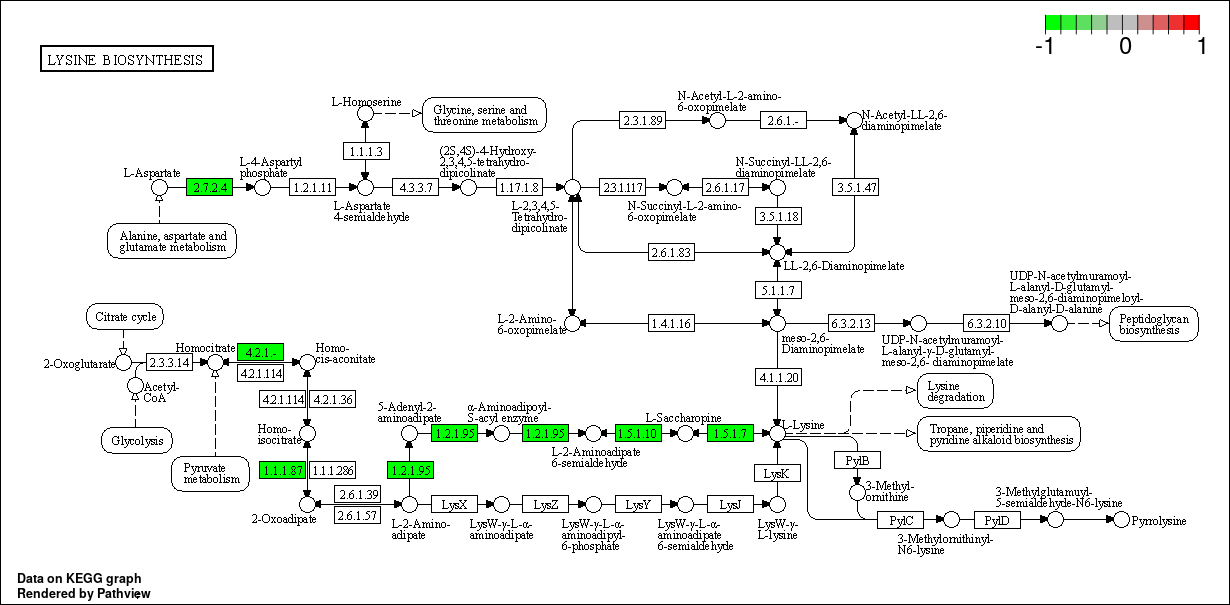 -1 0 1
LYSINE BIOSYNTHESIS
L-Homoserine
Glycine, serine and
threonine metabolism
N-Acetyl-L-2-amino-
6-oxopimelate
2.3.1.89
2.6.1.-
N-Acetyl-LL-2,6-
diaminopimelate
1.1.1.3
L-Aspartate
2.7.2.4
L-4-Aspartyl
phosphate
1.2.1.11
L-Aspartate
4-semialdehyde
4.3.3.7
(2S,4S)-4-Hydroxy-
2,3,4,5-tetrahydro-
dipicolinate
1.17.1.8
L-2,3,4,5-
Tetrahydro-
dipicolinate
2.3.1.117
N-Succinyl-L-2-amino-
6-oxopimelate
2.6.1.17
N-Succinyl-LL-2,6-
diaminopimelate
3.5.1.47
3.5.1.18
Alanine, aspartate and
glutamate metabolism
2.6.1.83
LL-2,6-Diaminopimelate
5.1.1.7
UDP-N-acetylmuramoyl-
L-alanyl-D-glutamyl-
meso-2,6-diaminopimeloyl-
D-alanyl-D-alanine
L-2-Amino-
6-oxopimelate
1.4.1.16
meso-2,6-
Diaminopimelate
6.3.2.13
UDP-N-acetylmuramoyl-
L-alanyl-γ-D-glutamyl-
meso-2,6- diaminopimelate
6.3.2.10
Peptidoglycan
biosynthesis
Citrate cycle
2-Oxoglutarate
2.3.3.14
Homocitrate
4.2.1.-
4.2.1.114
Homo-
cis-aconitate
Acetyl-
CoA
Glycolysis
4.2.1.114
4.2.1.36
Homo-
isocitrate
Pyruvate
metabolism
1.1.1.87
1.1.1.286
2-Oxoadipate
2.6.1.39
2.6.1.57
4.1.1.20
5-Adenyl-2-
aminoadipate
1.2.1.95
α-Aminoadipoyl-
S-acyl enzyme
1.2.1.95
L-2-Aminoadipate
6-semialdehyde
1.5.1.10
L-Saccharopine
1.5.1.7
L-Lysine
Lysine
degradation
Tropane, piperidine and
pyridine alkaloid biosynthesis
1.2.1.95
L-2-Amino-
adipate
LysX
LysW-γ-L-α-
aminoadipate
LysZ
LysW-γ-L-α-
aminoadipyl-
6-phosphate
LysY
LysW-γ-L-α-
aminoadipate
6-semialdehyde
LysJ
LysW-γ-
L-lysine
LysK
PylB
3-Methyl-
ornithine
PylC
3-Methylornithinyl-
N6-lysine
PylD
3-Methylglutamyl-
5-semialdehyde-N6-lysine
Pyrrolysine
Data on KEGG graph
Rendered by Pathview